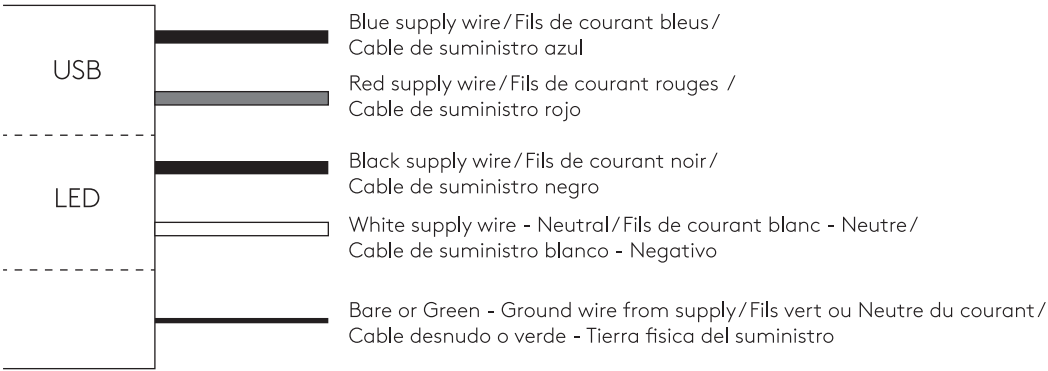 Blue supply wire/Fils de courant bleus/
Cable de suministro azul
USB
Red supply wire/Fils de courant rouges /
Cable de suministro rojo
Black supply wire/Fils de courant noir/
Cable de suministro negro
LED
White supply wire - Neutral/Fils de courant blanc - Neutre/
Cable de suministro blanco - Negativo
Bare or Green - Ground wire from supply/Fils vert ou Neutre du courant/
Cable desnudo o verde - Tierra fisica del suministro